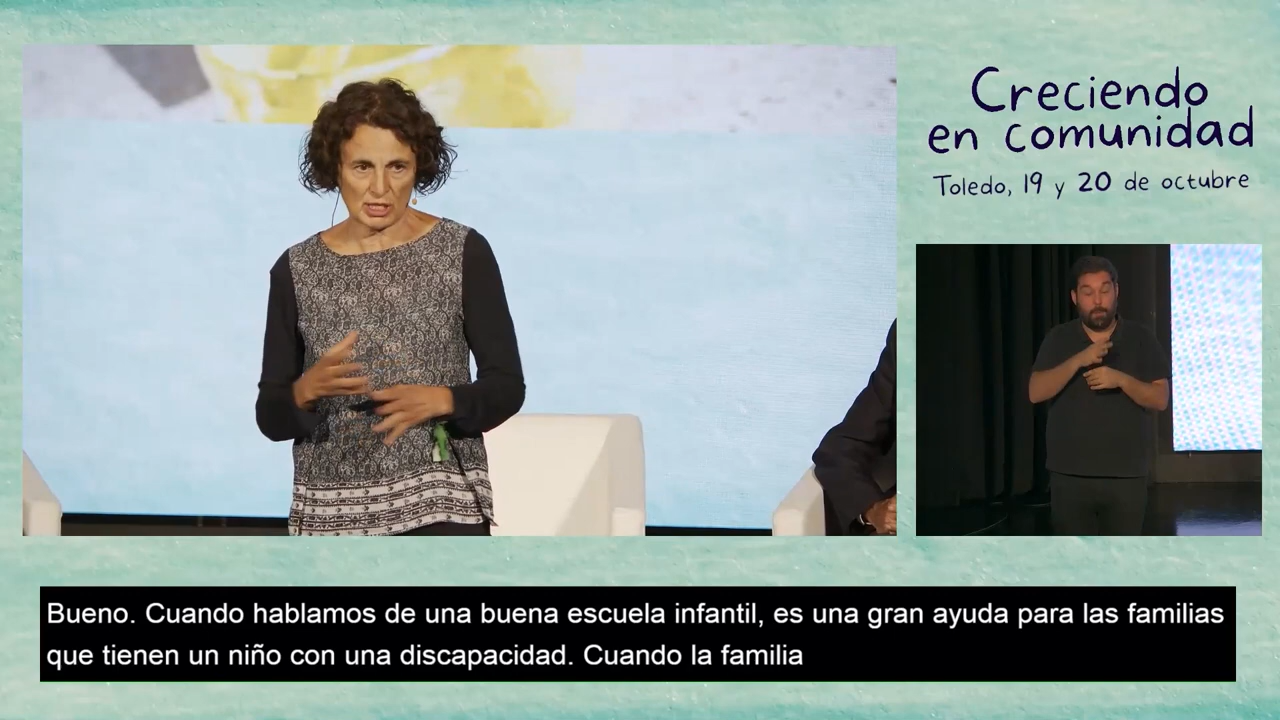 Creciendo
en comunidad
Toledo, 19 y 20 de octubre
Bueno. Cuando hablamos de una buena escuela infantil, es una gran ayuda para las familias
que tienen un niño con una discapacidad. Cuando la familia